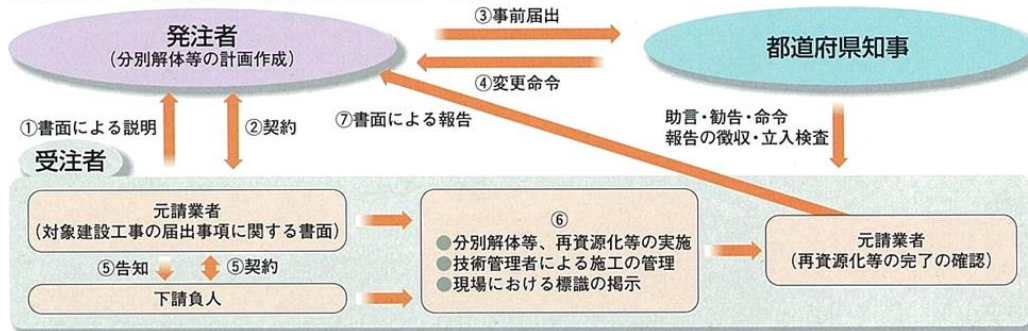 ③事前届出
発注者
(分別解体等の計画作成)
都道府県知事
④変更命令
①書面による説明
②契約
⑦書面による報告
助言・勧告・命令
報告の徴収・立入検査
受注者
元請業者
(対象建設工事の届出事項に関する書面)
⑤告知
⑤契約
下請負人
⑥
●分別解体等、再資源化等の実施
●技術管理者による施工の管理
●現場における標識の掲示
元請業者
(再資源化等の完了の確認)